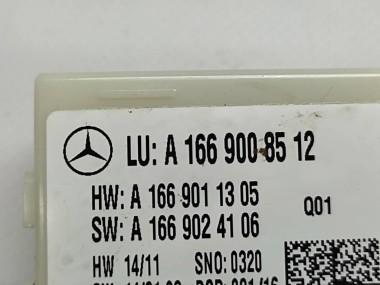 LU: A 166 900 85 12
HW: A 166 901 13 05
Q01
SW: A 166 902 41 06
HW 14/11 SNO: 0320